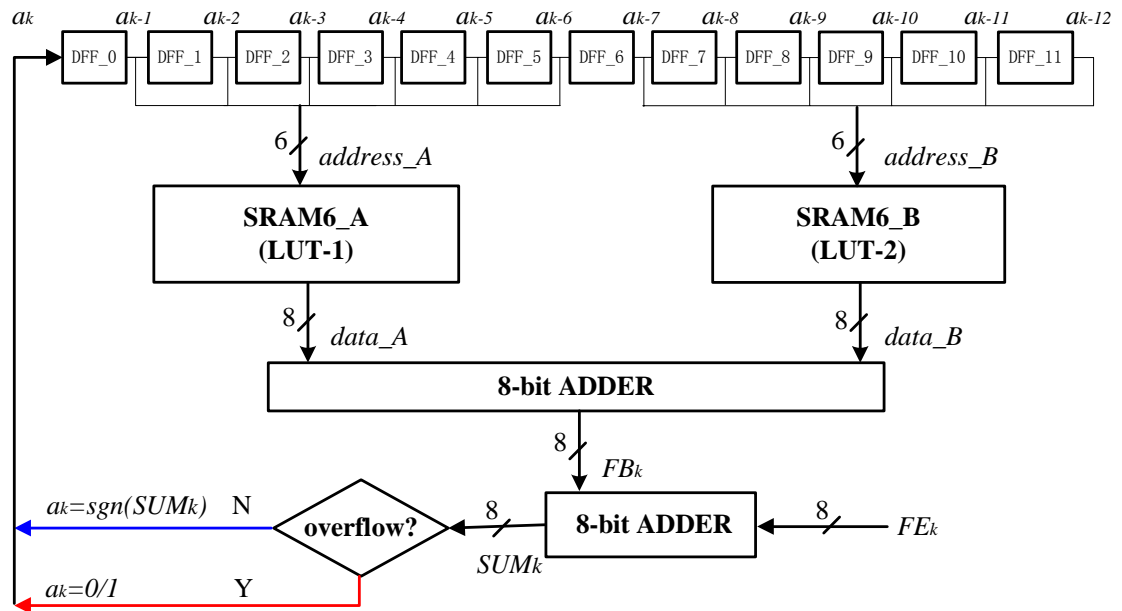 ak ak-1 ak-2 ak-3 ak-4 ak-5 ak-6 ak-7 ak-8 ak-9 ak-10 ak-11 ak-12
DFF_0 DFF_1 DFF_2 DFF_3 DFF_4 DFF_5 DFF_6 DFF_7 DFF_8 DFF_9 DFF_10 DFF_11
6 address_A 6 address_B
SRAM6_A
(LUT-1)
SRAM6_B
(LUT-2)
8 data_A 8 data_B
8-bit ADDER
8 FBk
ak=sgn(SUMk) N overflow? 8 SUMk 8-bit ADDER 8 FEk
ak=0/1 Y